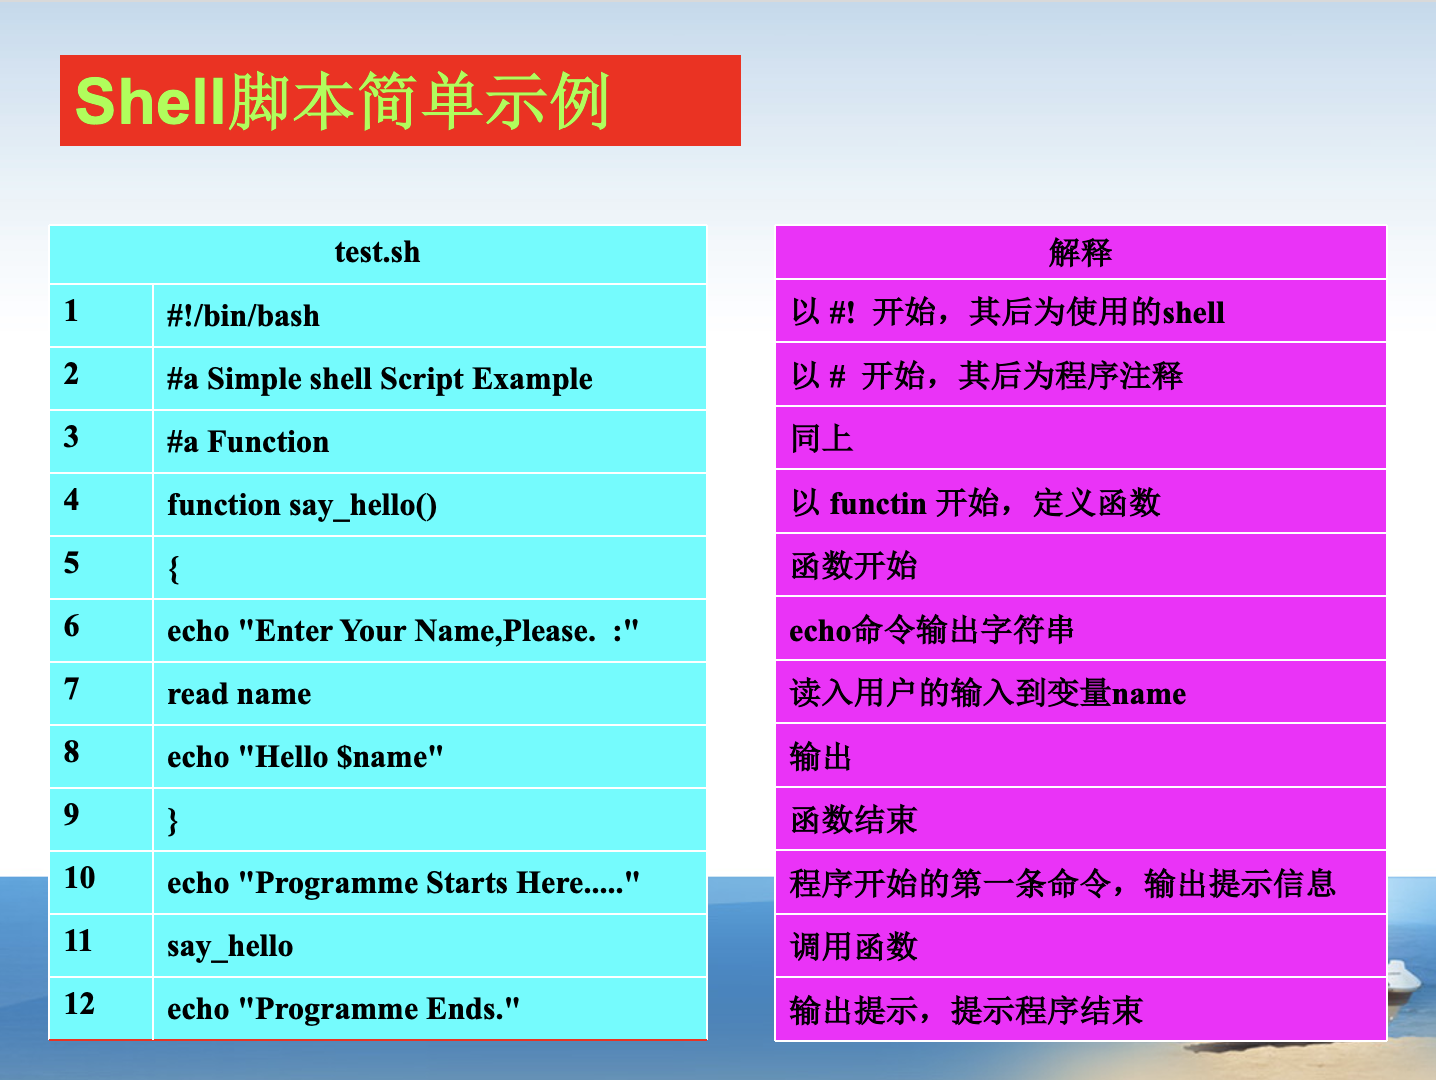 Shell脚本简单示例
test.sh
1 #!/bin/bash
2 #a Simple shell Script Example
3 #a Function
4 function say_hello()
5 {
6 echo "Enter Your Name,Please.  :"
7 read name
8 echo "Hello $name"
9 }
10 echo "Programme Starts Here....."
11 say_hello
12 echo "Programme Ends."
解释
以 #!  开始，其后为使用的shell
以 #  开始，其后为程序注释
同上
以 functin 开始，定义函数
函数开始
echo命令输出字符串
读入用户的输入到变量name
输出
函数结束
程序开始的第一条命令，输出提示信息
调用函数
输出提示，提示程序结束